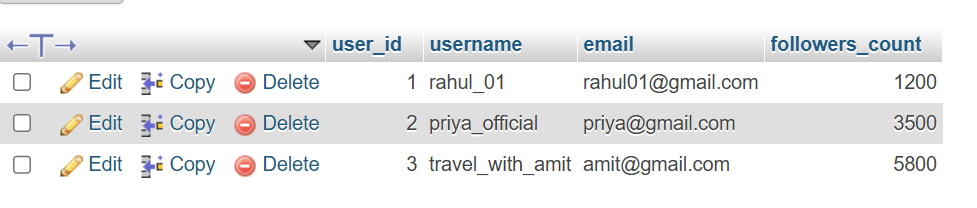 user_id username email followers_count
Edit Copy Delete 1 rahul_01 rahul01@gmail.com 1200
Edit Copy Delete 2 priya_official priya@gmail.com 3500
Edit Copy Delete 3 travel_with_amit amit@gmail.com 5800